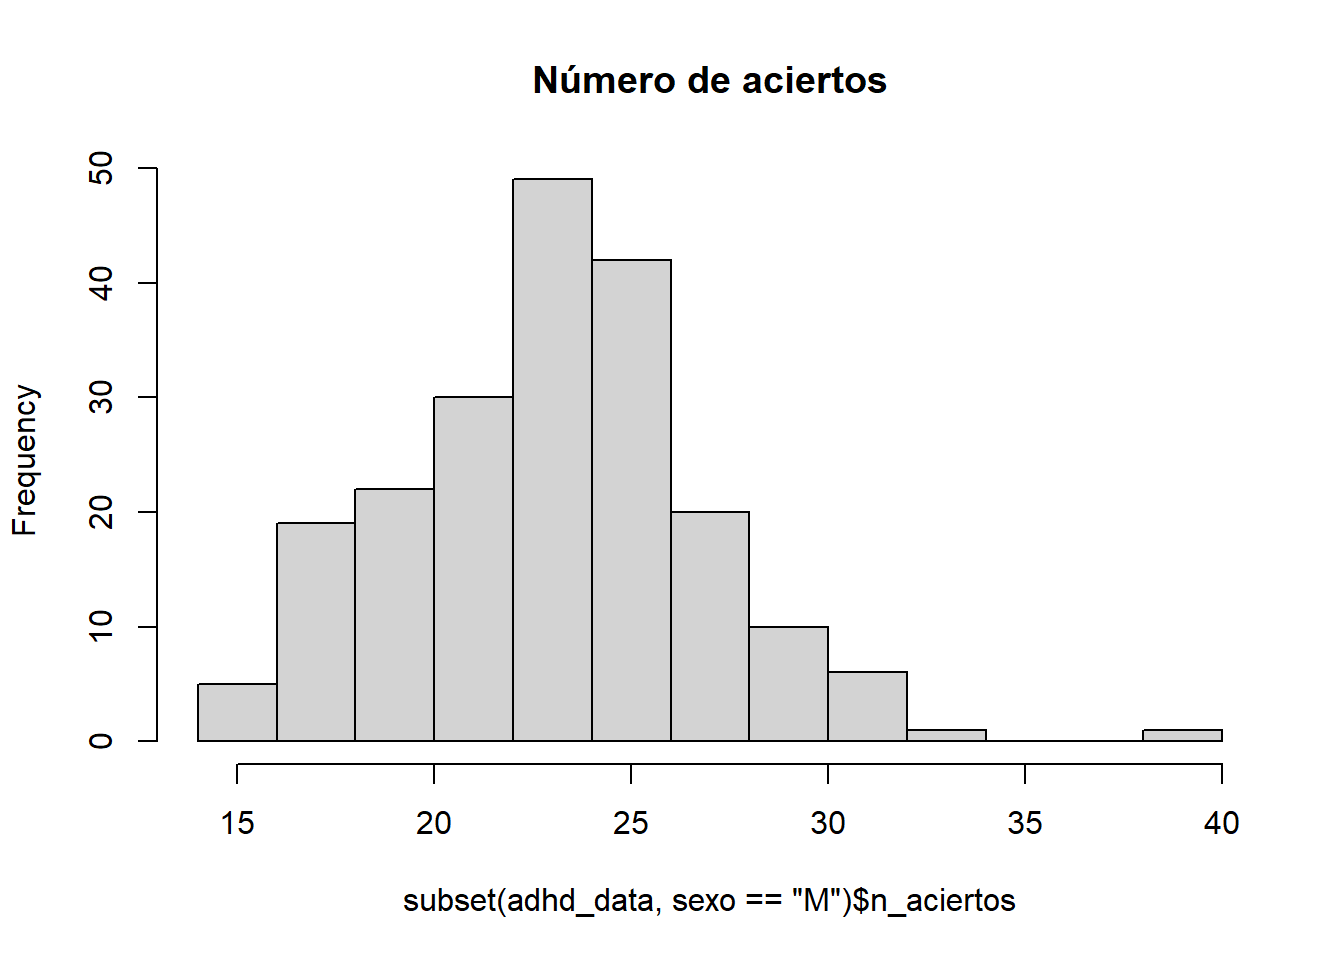 Número de aciertos
Frequency
50
40
30
20
10
0
15 20 25 30 35 40
subset(adhd_data, sexo == "M")$n_aciertos